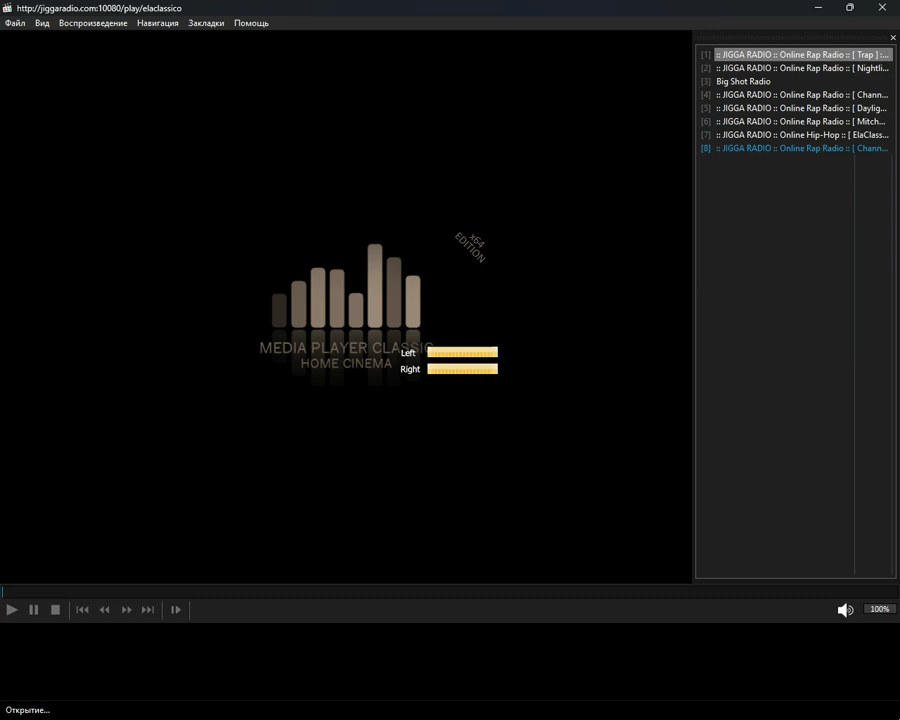 http://jiggaradio.com:10080/play/elaclassico
Файл Вид Воспроизведение Навигация Закладки Помощь
[1] :: JIGGA RADIO :: Online Rap Radio :: [ Trap ] :...
[2] :: JIGGA RADIO :: Online Rap Radio :: [ Nightli...
[3] Big Shot Radio
[4] :: JIGGA RADIO :: Online Rap Radio :: [ Chann...
[5] :: JIGGA RADIO :: Online Rap Radio :: [ Daylig...
[6] :: JIGGA RADIO :: Online Rap Radio :: [ Mitch...
[7] :: JIGGA RADIO :: Online Hip-Hop :: [ ElaClass...
[8] :: JIGGA RADIO :: Online Rap Radio :: [ Chann...
x64
EDITION
MEDIA PLAYER CLASSIC
HOME CINEMA
Left
Right
100%
Открытие...